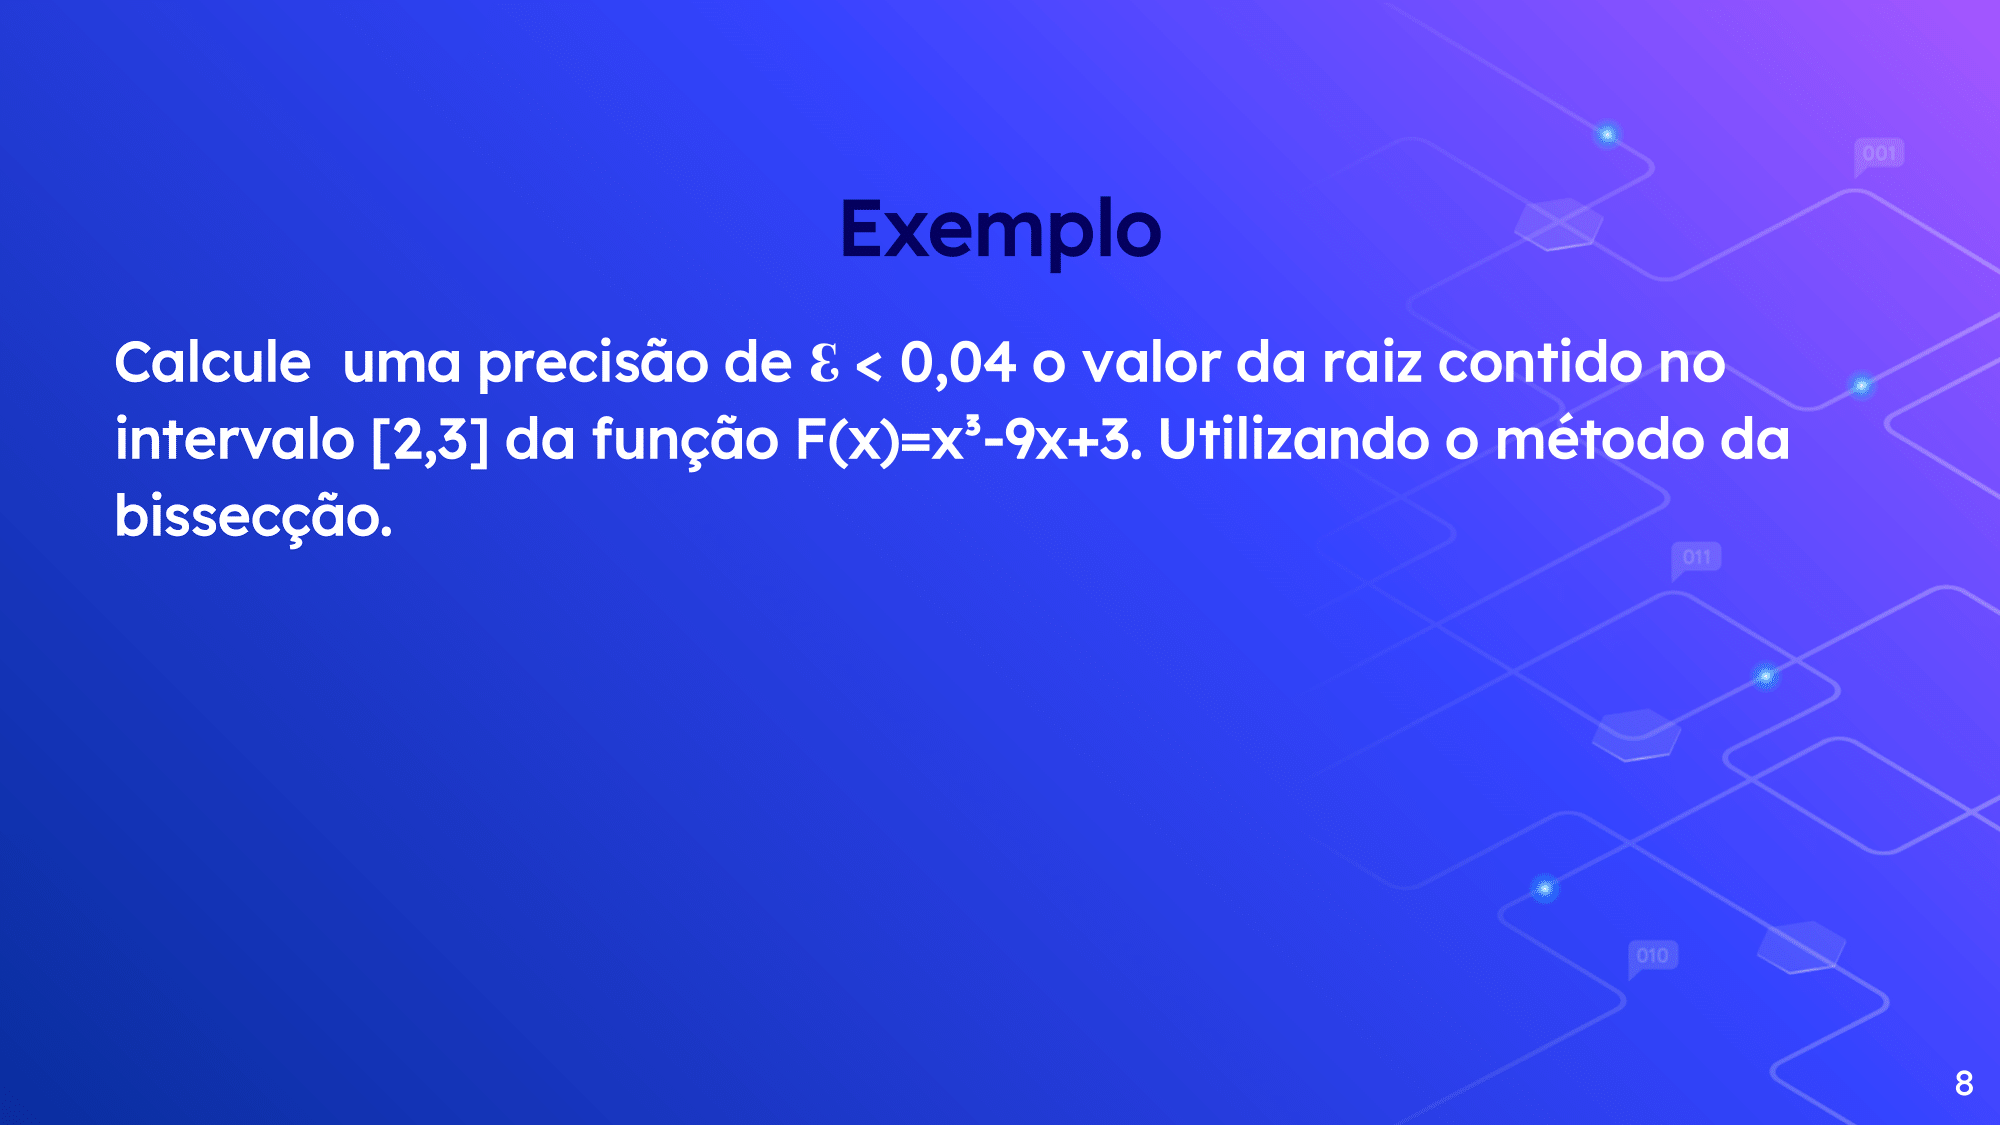 001
Exemplo
Calcule  uma precisão de Ɛ < 0,04 o valor da raiz contido no
intervalo [2,3] da função F(x)=x³-9x+3. Utilizando o método da
bissecção.
011
010
8